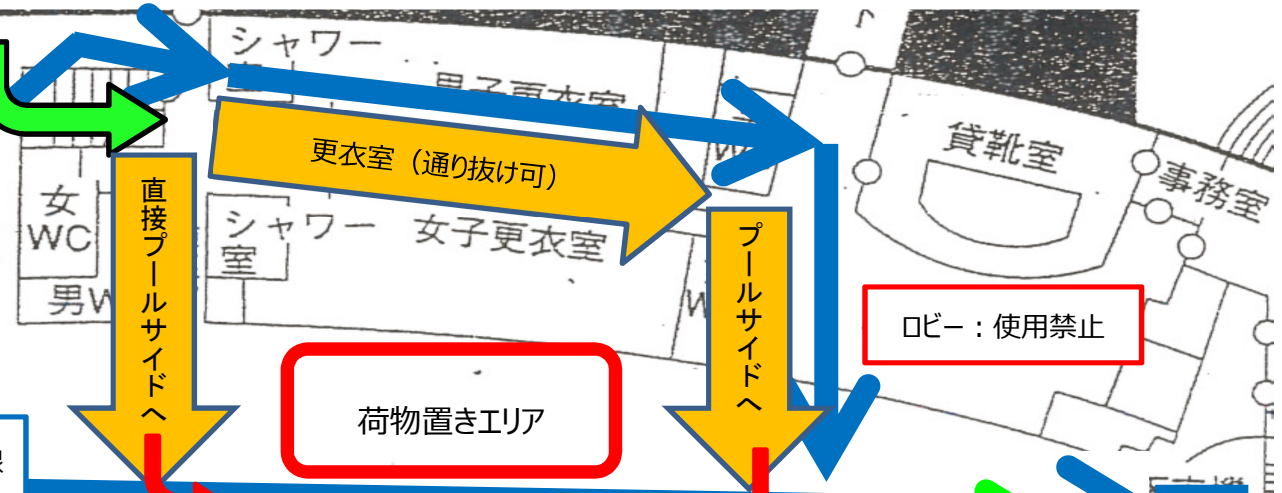 シャワー
男子更衣室
更衣室（通り抜け可）
貸靴室
事務室
女
WC
直接プールサイドへ
シャワー
室
女子更衣室
プールサイドへ
男W
ロビー：使用禁止
荷物置きエリア